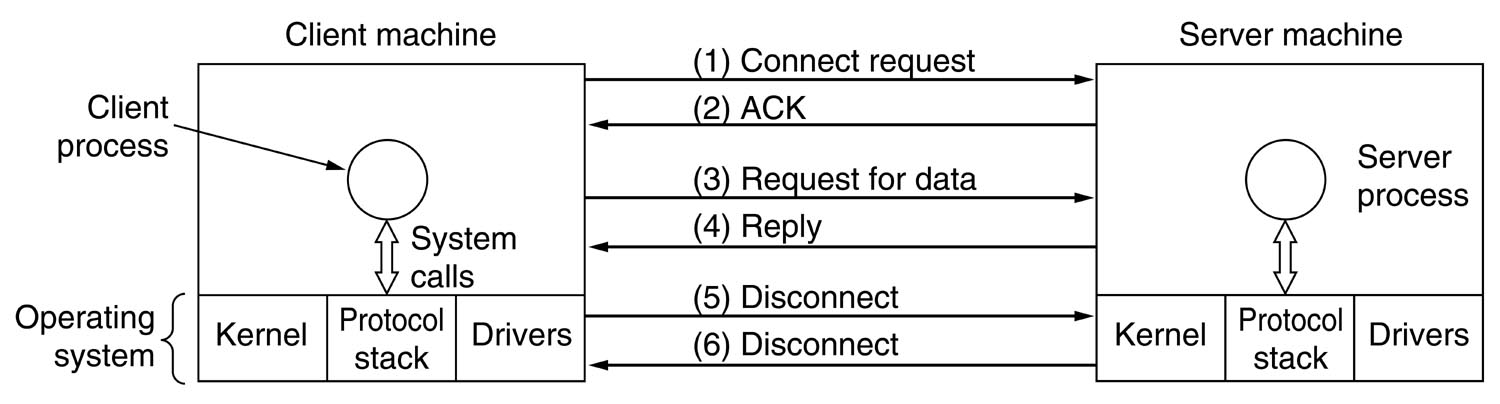 Client machine
Server machine
(1) Connect request
(2) ACK
(3) Request for data
(4) Reply
(5) Disconnect
(6) Disconnect
Client
process
System
calls
Operating
system
Kernel
Protocol
stack
Drivers
Server
process
Kernel
Protocol
stack
Drivers